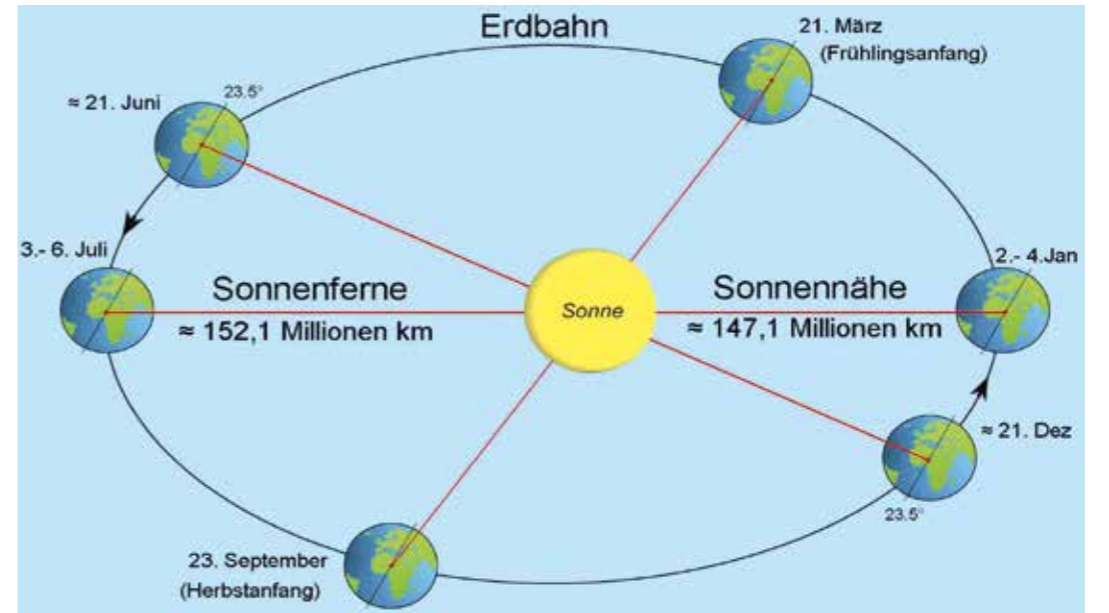 Erdbahn
21. März
(Frühlingsanfang)
≈ 21. Juni
23.5°
3.- 6. Juli
2.- 4.Jan
Sonnenferne
≈ 152,1 Millionen km
Sonne
Sonnennähe
≈ 147,1 Millionen km
≈ 21. Dez
23.5°
23. September
(Herbstanfang)